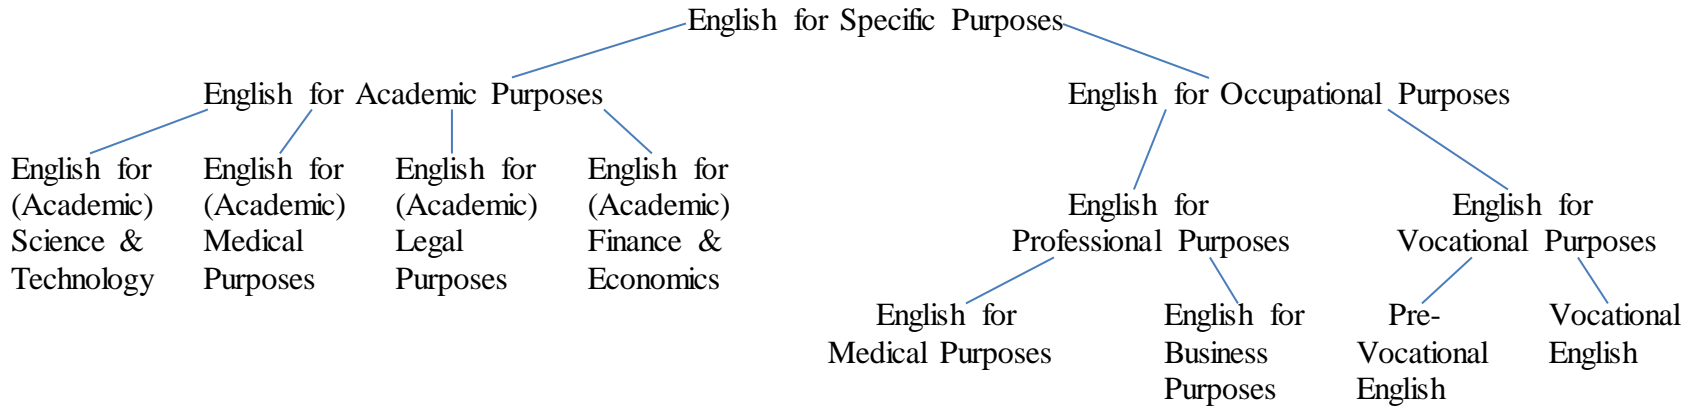 English for Specific Purposes
English for Academic Purposes
English for Occupational Purposes
English for
(Academic)
Science &
Technology
English for
(Academic)
Medical
Purposes
English for
(Academic)
Legal
Purposes
English for
(Academic)
Finance &
Economics
English for
Professional Purposes
English for
Vocational Purposes
English for
Medical Purposes
English for
Business
Purposes
Pre-
Vocational
English
Vocational
English